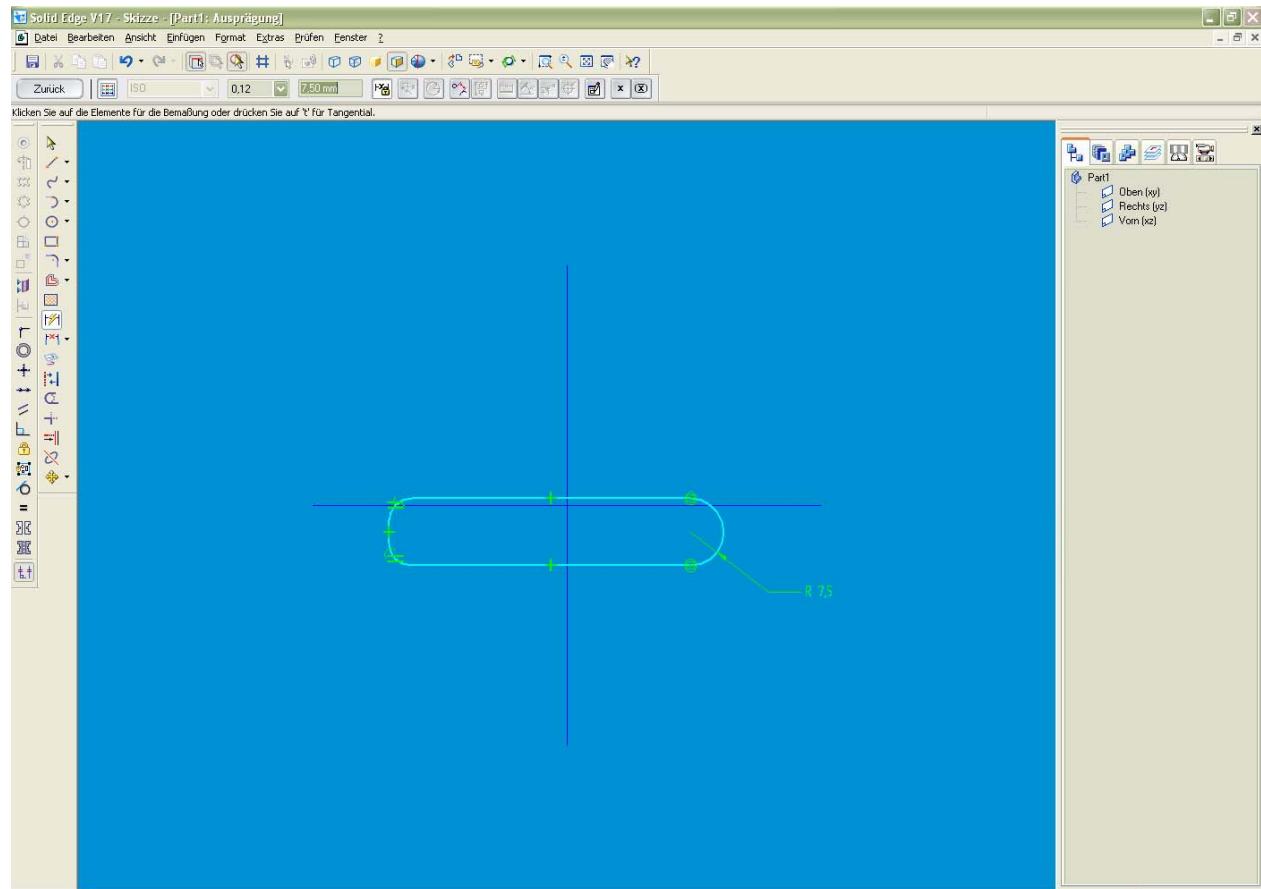 Solid Edge V17 - Skizze - [Part1: Ausprägung]
Datei Bearbeiten Ansicht Einfügen Format Extras Prüfen Fenster ?
Zurück ISO 0,12 7,50 mm
Klicken Sie auf die Elemente für die Bemaßung oder drücken Sie auf 't' für Tangential.
Part1
Oben (xy)
Rechts (yz)
Vorn (xz)
R 7,5